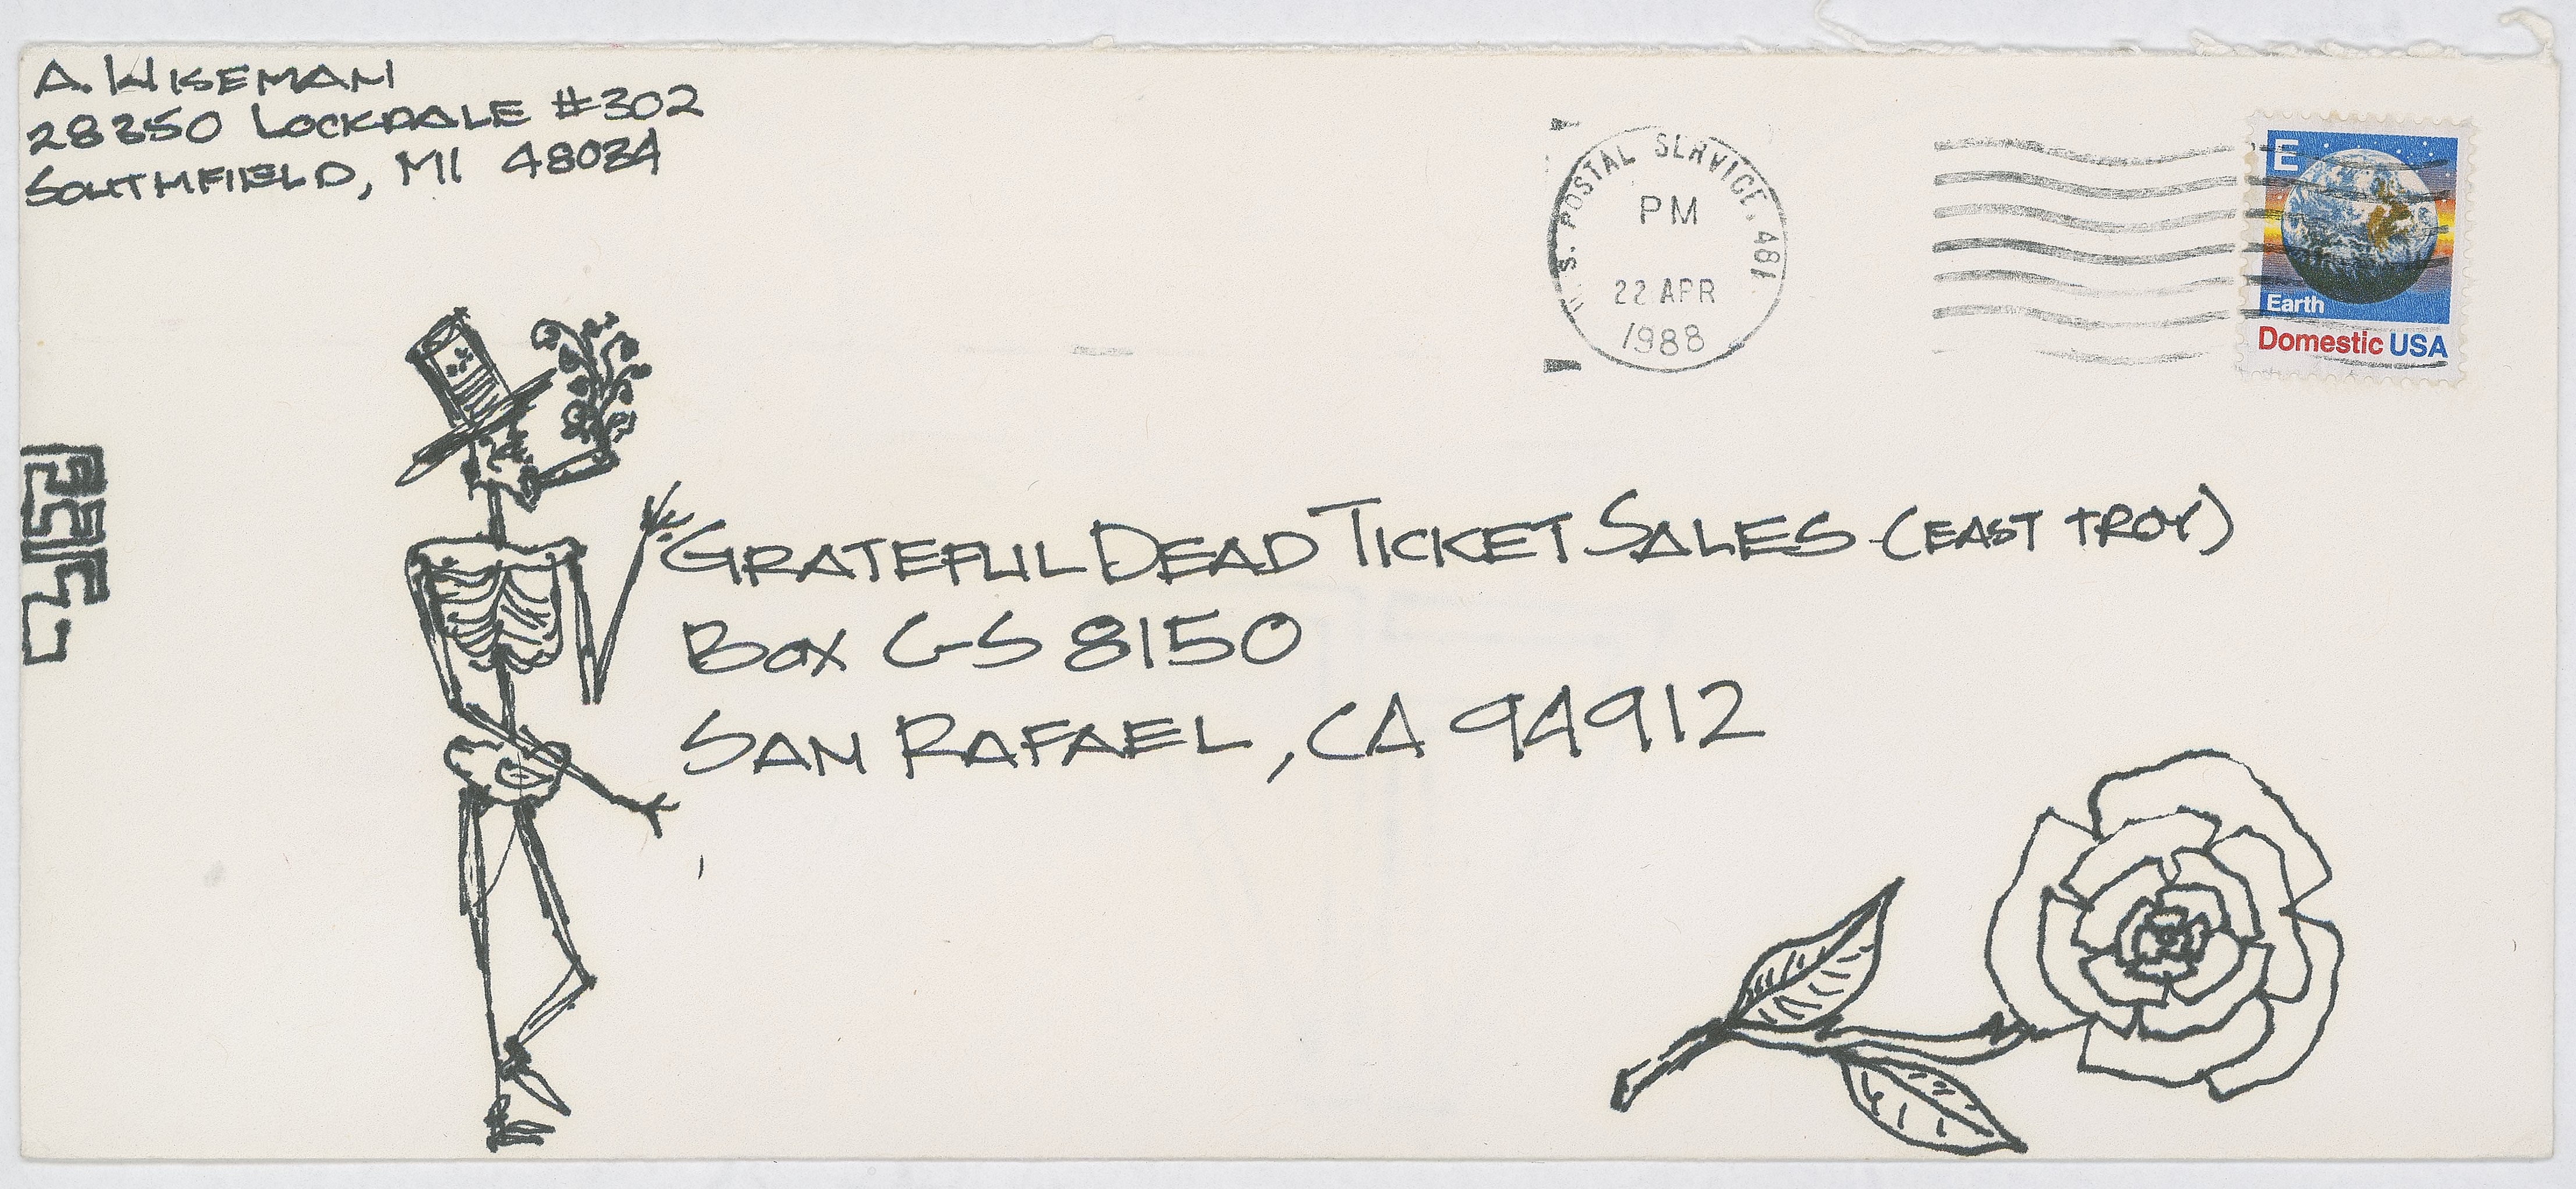 A. WISEMAN
28350 LOCKDALE #302
SOUTHFIELD, MI 48034
U.S. POSTAL SERVICE, 481
PM
22 APR
1988
E
Earth
Domestic USA
GRATEFUL DEAD TICKET SALES (EAST TROY)
BOX GS 8150
SAN RAFAEL, CA 94912